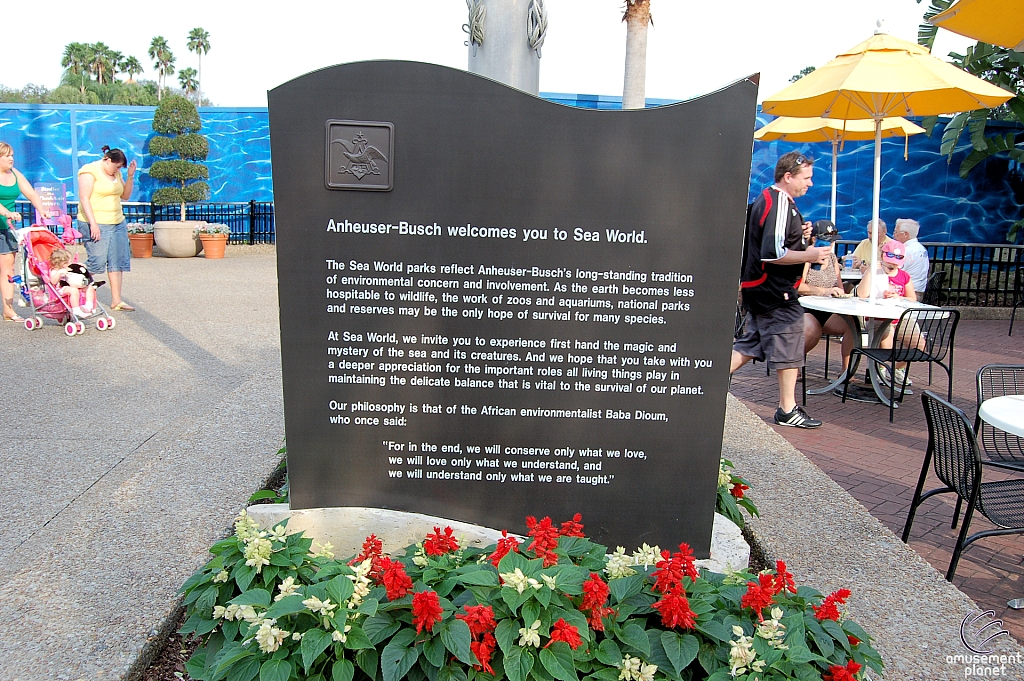 Anheuser-Busch welcomes you to Sea World.
The Sea World parks reflect Anheuser-Busch's long-standing tradition
of environmental concern and involvement. As the earth becomes less
hospitable to wildlife, the work of zoos and aquariums, national parks
and reserves may be the only hope of survival for many species.
At Sea World, we invite you to experience first hand the magic and
mystery of the sea and its creatures. And we hope that you take with you
a deeper appreciation for the important roles all living things play in
maintaining the delicate balance that is vital to the survival of our planet.
Our philosophy is that of the African environmentalist Baba Dioum,
who once said:
"For in the end, we will conserve only what we love,
we will love only what we understand, and
we will understand only what we are taught."
amusement
planet